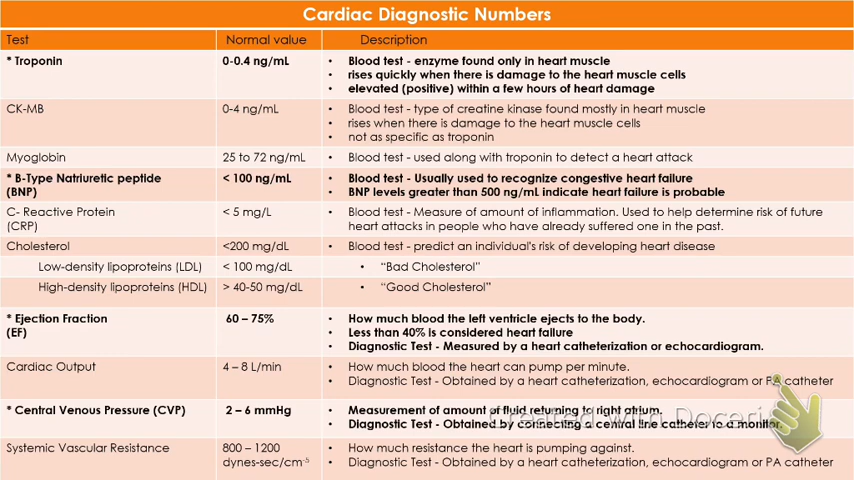 Cardiac Diagnostic Numbers
Test Normal value Description
* Troponin 0-0.4 ng/mL • Blood test - enzyme found only in heart muscle
• rises quickly when there is damage to the heart muscle cells
• elevated (positive) within a few hours of heart damage
CK-MB 0-4 ng/mL • Blood test - type of creatine kinase found mostly in heart muscle
• rises when there is damage to the heart muscle cells
• not as specific as troponin
Myoglobin 25 to 72 ng/mL • Blood test - used along with troponin to detect a heart attack
* B-Type Natriuretic peptide < 100 ng/mL • Blood test - Usually used to recognize congestive heart failure
(BNP) • BNP levels greater than 500 ng/mL indicate heart failure is probable
C- Reactive Protein < 5 mg/L • Blood test - Measure of amount of inflammation. Used to help determine risk of future
(CRP) heart attacks in people who have already suffered one in the past.
Cholesterol <200 mg/dL • Blood test - predict an individual's risk of developing heart disease
Low-density lipoproteins (LDL) < 100 mg/dL • “Bad Cholesterol”
High-density lipoproteins (HDL) > 40-50 mg/dL • “Good Cholesterol”
* Ejection Fraction 60 – 75% • How much blood the left ventricle ejects to the body.
(EF) • Less than 40% is considered heart failure
• Diagnostic Test - Measured by a heart catheterization or echocardiogram.
Cardiac Output 4 – 8 L/min • How much blood the heart can pump per minute.
• Diagnostic Test - Obtained by a heart catheterization, echocardiogram or PA catheter
* Central Venous Pressure (CVP) 2 – 6 mmHg • Measurement of amount of fluid returning to right atrium.
Created with Doceri
• Diagnostic Test - Obtained by connecting a central line catheter to a monitor.
Systemic Vascular Resistance 800 – 1200 • How much resistance the heart is pumping against.
dynes-sec/cm-5 • Diagnostic Test - Obtained by a heart catheterization, echocardiogram or PA catheter